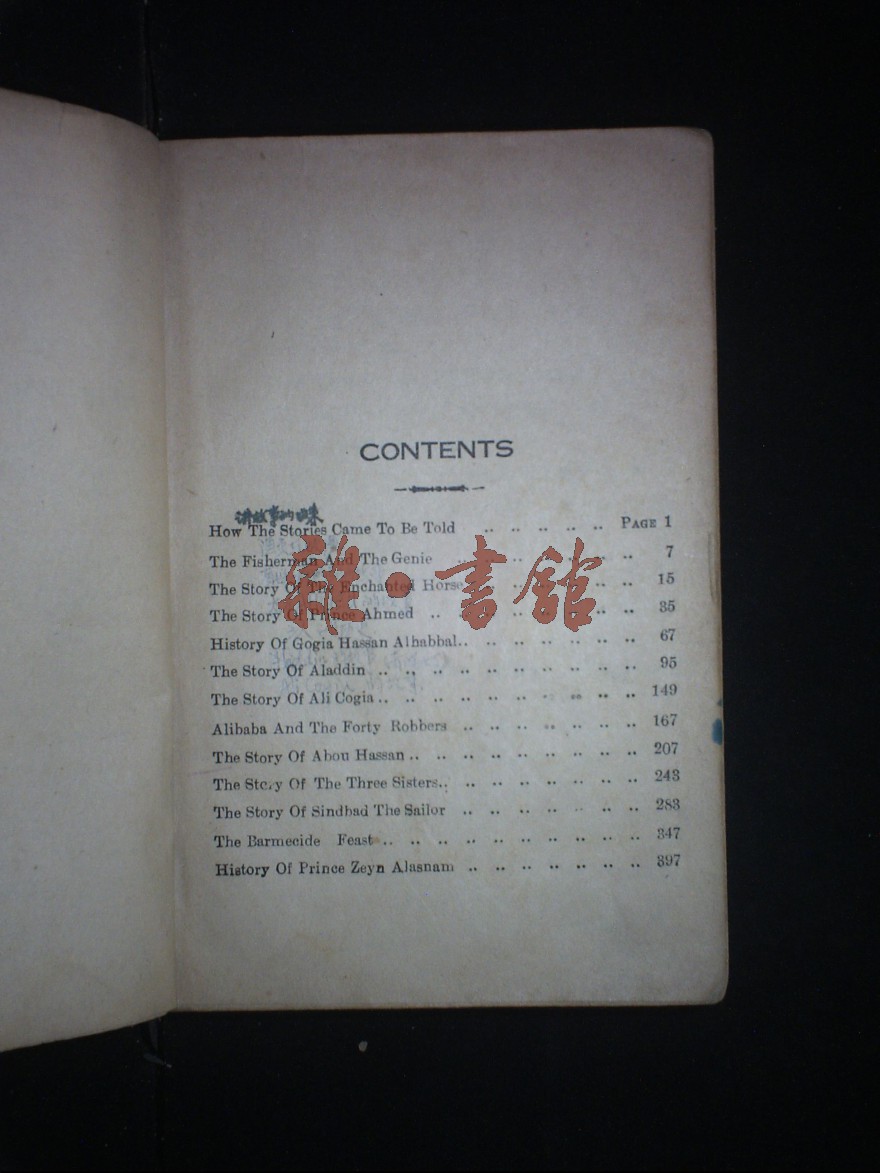 CONTENTS
讲故事的由来
How The Stories Came To Be Told .. .. .. .. .. PAGE 1
The Fisherman And The Genie .. .. .. .. .. .. 7
The Story Of The Enchanted Horse .. .. .. .. .. 15
The Story Of Prince Ahmed .. .. .. .. .. .. .. 35
History Of Gogia Hassan Alhabbal.. .. .. .. .. .. .. 67
The Story Of Aladdin .. .. .. .. .. .. .. .. .. .. 95
The Story Of Ali Cogia .. .. .. .. .. .. .. .. .. .. 149
Alibaba And The Forty Robbers .. .. .. .. .. .. .. 167
The Story Of Abou Hassan .. .. .. .. .. .. .. .. .. 207
The Story Of The Three Sisters.. .. .. .. .. .. .. .. 243
The Story Of Sindbad The Sailor .. .. .. .. .. .. .. 283
The Barmecide Feast .. .. .. .. .. .. .. .. .. .. 347
History Of Prince Zeyn Alasnam .. .. .. .. .. .. .. 397
雜·書舘